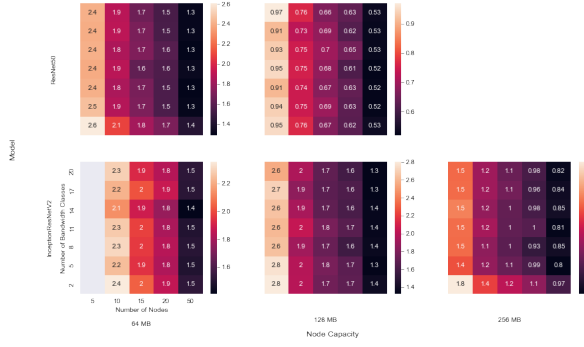 ResNet50
2.4 1.9 1.7 1.5 1.3
2.4 1.9 1.7 1.5 1.3
2.4 1.8 1.7 1.6 1.3
2.4 1.9 1.6 1.6 1.3
2.4 1.8 1.7 1.6 1.3
2.5 1.9 1.7 1.5 1.3
2.6 2.1 1.8 1.7 1.4
2.6
2.4
2.2
2.0
1.8
1.6
1.4
0.97 0.76 0.66 0.63 0.53
0.91 0.73 0.69 0.62 0.53
0.93 0.75 0.7 0.65 0.53
0.95 0.75 0.68 0.61 0.52
0.91 0.74 0.67 0.63 0.52
0.94 0.75 0.69 0.62 0.53
0.95 0.76 0.67 0.62 0.53
0.9
0.8
0.7
0.6
Model
InceptionResNetV2
Number of Bandwidth Classes
20
17
14
11
8
5
2
2.3 1.9 1.8 1.5
2.2 2 1.9 1.5
2.1 1.9 1.8 1.4
2.3 2 1.8 1.5
2.3 2 1.8 1.5
2.2 1.9 1.8 1.5
2.4 2 1.8 1.5
5 10 15 20 50
Number of Nodes
64 MB
2.2
2.0
1.8
1.6
2.6 2 1.7 1.6 1.3
2.7 1.9 1.7 1.6 1.3
2.6 1.9 1.7 1.6 1.4
2.6 2 1.8 1.7 1.4
2.6 1.9 1.7 1.6 1.4
2.8 2 1.7 1.6 1.3
2.8 2 1.7 1.7 1.4
128 MB
2.8
2.6
2.4
2.2
2.0
1.8
1.6
1.4
1.5 1.2 1.1 0.98 0.82
1.5 1.2 1.1 0.96 0.84
1.5 1.2 1 0.98 0.85
1.5 1.2 1.1 1 0.81
1.5 1.1 1 0.93 0.85
1.4 1.2 1 0.99 0.8
1.8 1.4 1.2 1.1 0.97
256 MB
Node Capacity